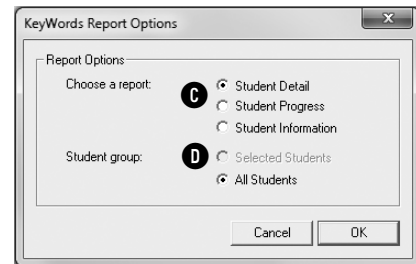 KeyWords Report Options
Report Options
Choose a report:
C
Student Detail
Student Progress
Student Information
Student group:
D
Selected Students
All Students
Cancel
OK